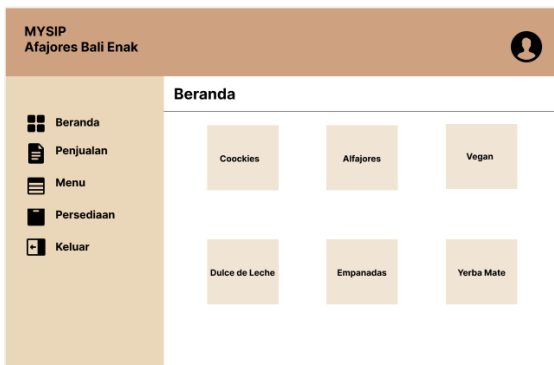 MYSIP
Afajores Bali Enak
Beranda
Penjualan
Menu
Persediaan
Keluar
Beranda
Coockies
Alfajores
Vegan
Dulce de Leche
Empanadas
Yerba Mate